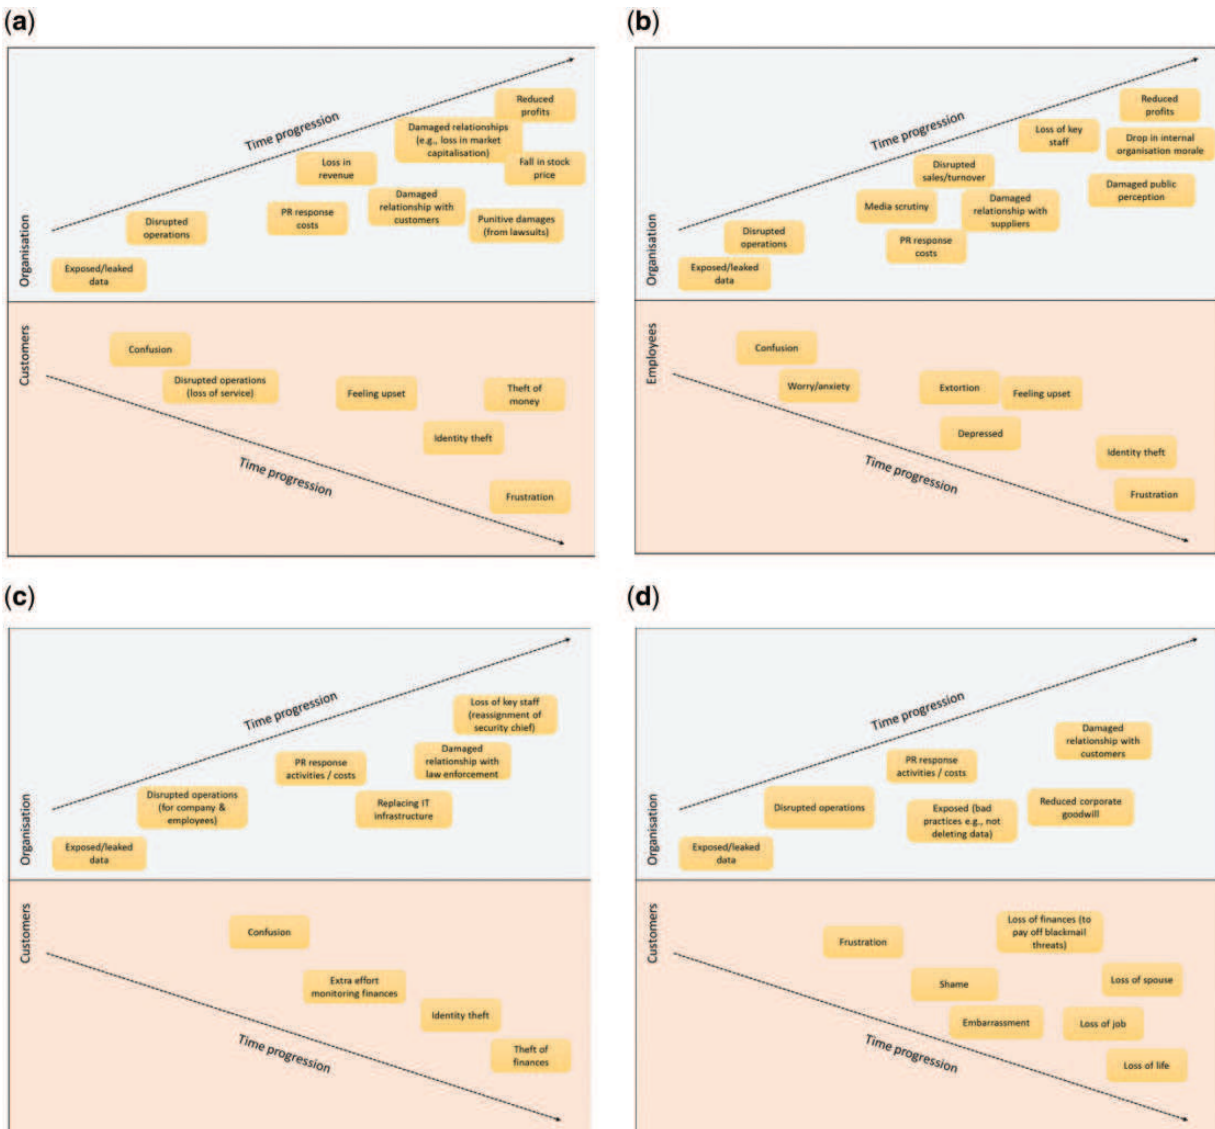 (a)
Organisation
Time progression
Reduced
profits
Damaged relationships
(e.g., loss in market
capitalisation)
Loss in
revenue
Fall in stock
price
Damaged
relationship with
customers
PR response
costs
Punitive damages
(from lawsuits)
Disrupted
operations
Exposed/leaked
data
Customers
Confusion
Disrupted operations
(loss of service)
Feeling upset
Theft of
money
Identity theft
Time progression
Frustration
(b)
Organisation
Time progression
Reduced
profits
Loss of key
staff
Drop in internal
organisation morale
Disrupted
sales/turnover
Damaged public
perception
Media scrutiny
Damaged
relationship with
suppliers
Disrupted
operations
PR response
costs
Exposed/leaked
data
Employees
Confusion
Worry/anxiety
Extortion
Feeling upset
Depressed
Identity theft
Time progression
Frustration
(c)
Organisation
Time progression
Loss of key staff
(reassignment of
security chief)
Damaged
relationship with
law enforcement
PR response
activities / costs
Disrupted operations
(for company &
employees)
Replacing IT
infrastructure
Exposed/leaked
data
Customers
Confusion
Extra effort
monitoring finances
Identity theft
Time progression
Theft of
finances
(d)
Organisation
Time progression
Damaged
relationship with
customers
PR response
activities / costs
Disrupted operations
Exposed (bad
practices e.g., not
deleting data)
Reduced corporate
goodwill
Exposed/leaked
data
Customers
Frustration
Loss of finances (to
pay off blackmail
threats)
Shame
Loss of spouse
Embarrassment
Loss of job
Time progression
Loss of life